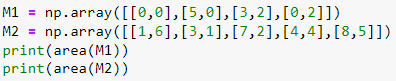 M1 = np.array([[0,0],[5,0],[3,2],[0,2]])
M2 = np.array([[1,6],[3,1],[7,2],[4,4],[8,5]])
print(area(M1))
print(area(M2))